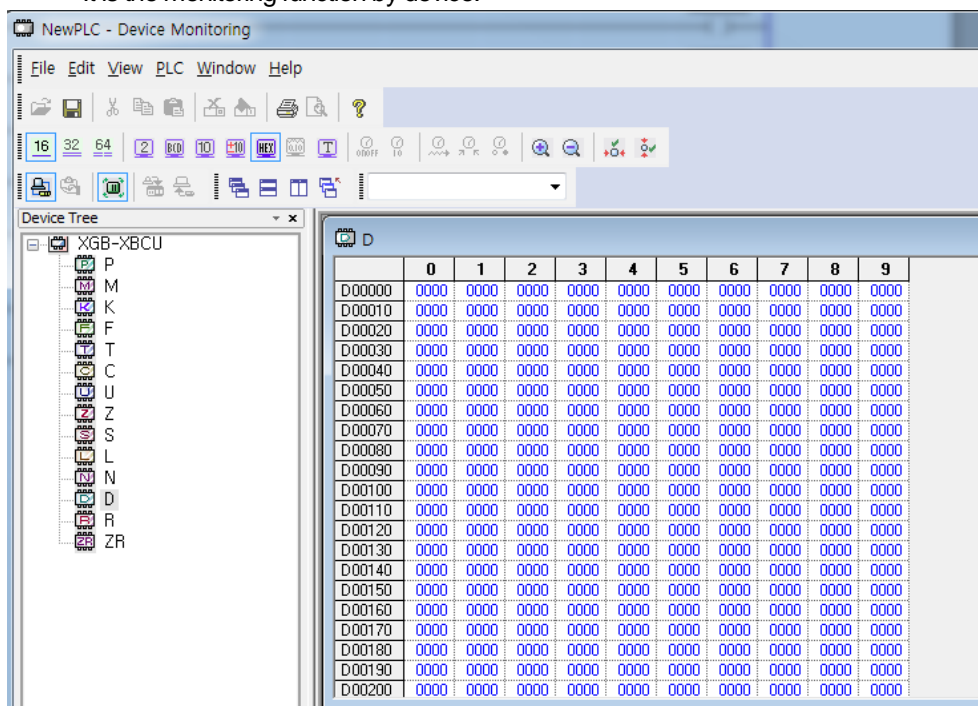 It is the monitoring function by device.
NewPLC - Device Monitoring
File Edit View PLC Window Help
16 32 64 2 BCD 10 ±10 HEX T
Device Tree
XGB-XBCU
P
M
K
F
T
C
U
Z
S
L
N
D
R
ZR
D
0 1 2 3 4 5 6 7 8 9
D00000 0000 0000 0000 0000 0000 0000 0000 0000 0000 0000
D00010 0000 0000 0000 0000 0000 0000 0000 0000 0000 0000
D00020 0000 0000 0000 0000 0000 0000 0000 0000 0000 0000
D00030 0000 0000 0000 0000 0000 0000 0000 0000 0000 0000
D00040 0000 0000 0000 0000 0000 0000 0000 0000 0000 0000
D00050 0000 0000 0000 0000 0000 0000 0000 0000 0000 0000
D00060 0000 0000 0000 0000 0000 0000 0000 0000 0000 0000
D00070 0000 0000 0000 0000 0000 0000 0000 0000 0000 0000
D00080 0000 0000 0000 0000 0000 0000 0000 0000 0000 0000
D00090 0000 0000 0000 0000 0000 0000 0000 0000 0000 0000
D00100 0000 0000 0000 0000 0000 0000 0000 0000 0000 0000
D00110 0000 0000 0000 0000 0000 0000 0000 0000 0000 0000
D00120 0000 0000 0000 0000 0000 0000 0000 0000 0000 0000
D00130 0000 0000 0000 0000 0000 0000 0000 0000 0000 0000
D00140 0000 0000 0000 0000 0000 0000 0000 0000 0000 0000
D00150 0000 0000 0000 0000 0000 0000 0000 0000 0000 0000
D00160 0000 0000 0000 0000 0000 0000 0000 0000 0000 0000
D00170 0000 0000 0000 0000 0000 0000 0000 0000 0000 0000
D00180 0000 0000 0000 0000 0000 0000 0000 0000 0000 0000
D00190 0000 0000 0000 0000 0000 0000 0000 0000 0000 0000
D00200 0000 0000 0000 0000 0000 0000 0000 0000 0000 0000